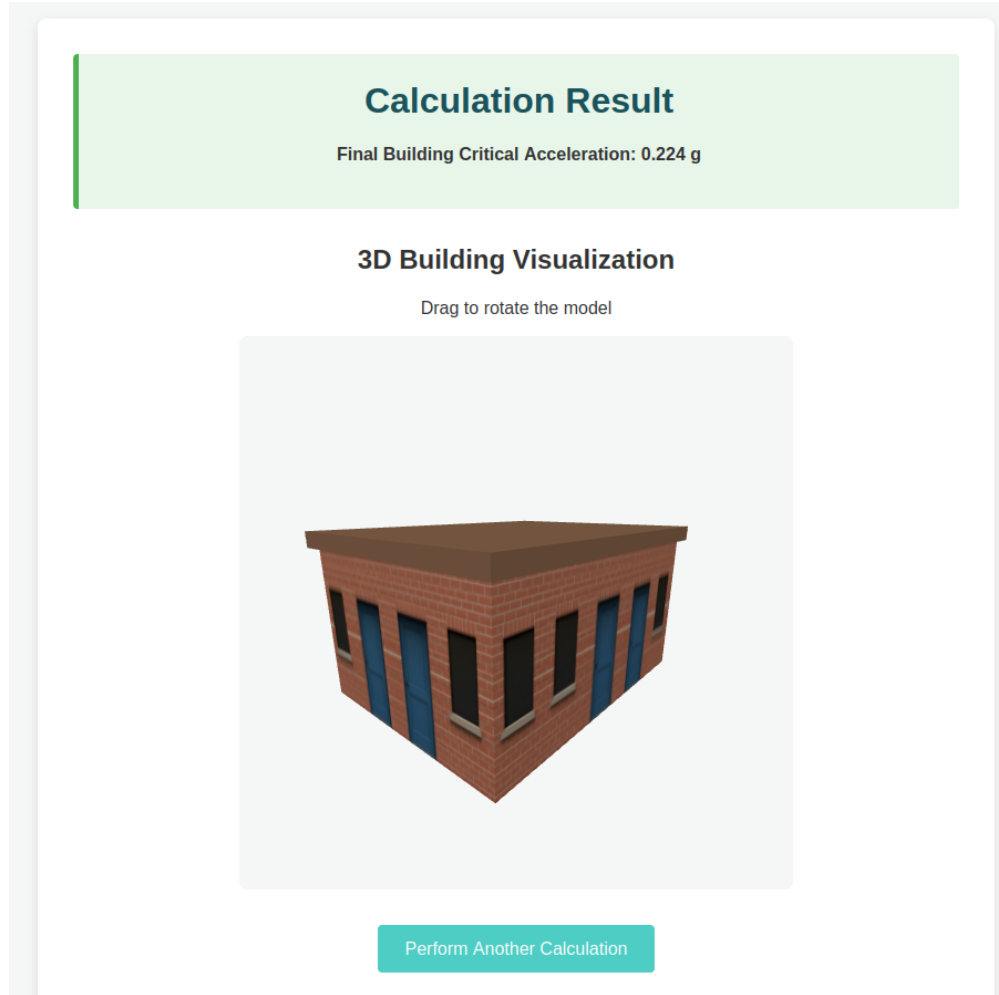 Calculation Result
Final Building Critical Acceleration: 0.224 g
3D Building Visualization
Drag to rotate the model
Perform Another Calculation